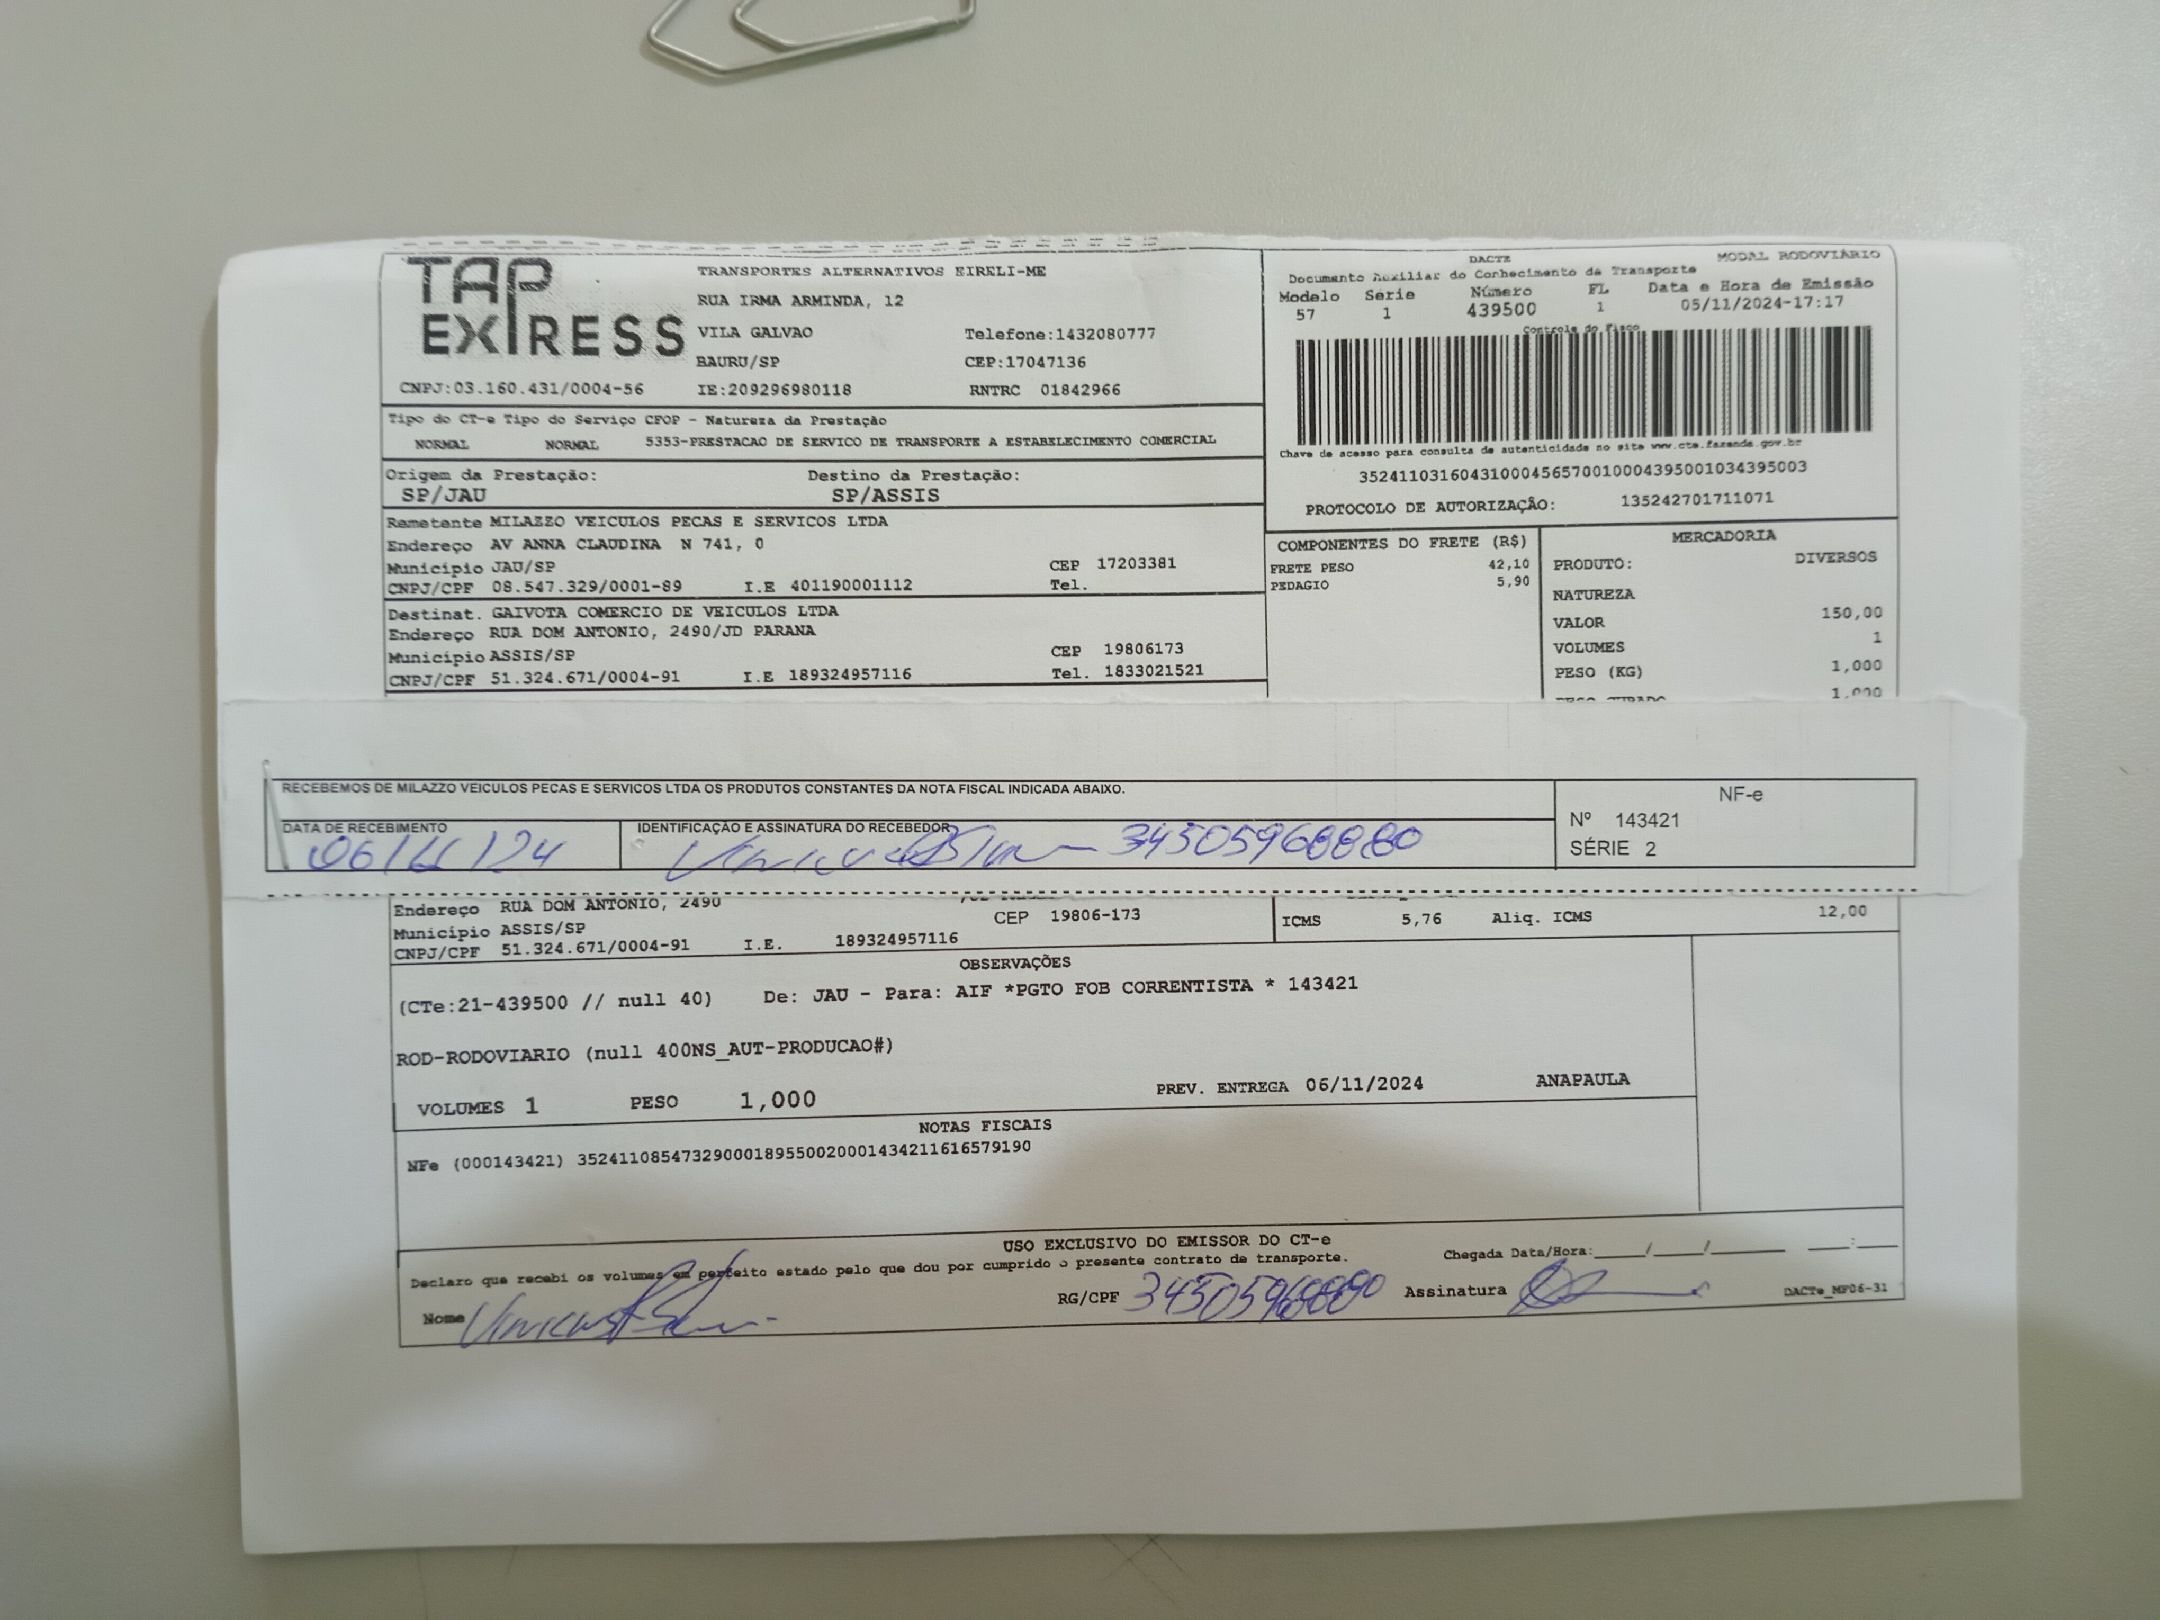 TAP EXPRESS
TRANSPORTES ALTERNATIVOS EIRELI-ME
RUA IRMA ARMINDA, 12
VILA GALVAO Telefone:1432080777
BAURU/SP CEP:17047136
CNPJ:03.160.431/0004-56 IE:209296980118 RNTRC 01842966
DACTE MODAL RODOVIÁRIO
Documento Auxiliar do Conhecimento de Transporte
Modelo Serie Número FL Data e Hora de Emissão
57 1 439500 1 05/11/2024-17:17
Controle do Fisco
Chave de acesso para consulta de autenticidade no site www.cte.fazenda.gov.br
35241103160431000456570010004395001034395003
PROTOCOLO DE AUTORIZAÇÃO: 135242701711071
Tipo do CT-e Tipo do Serviço CFOP - Natureza da Prestação
NORMAL NORMAL 5353-PRESTACAO DE SERVICO DE TRANSPORTE A ESTABELECIMENTO COMERCIAL
Origem da Prestação: Destino da Prestação:
SP/JAU SP/ASSIS
Remetente MILAZZO VEICULOS PECAS E SERVICOS LTDA
Endereço AV ANNA CLAUDINA N 741, 0
Município JAU/SP CEP 17203381
CNPJ/CPF 08.547.329/0001-89 I.E 401190001112 Tel.
Destinat. GAIVOTA COMERCIO DE VEICULOS LTDA
Endereço RUA DOM ANTONIO, 2490/JD PARANA
Município ASSIS/SP CEP 19806173
CNPJ/CPF 51.324.671/0004-91 I.E 189324957116 Tel. 1833021521
COMPONENTES DO FRETE (R$)
FRETE PESO 42,10
PEDAGIO 5,90
MERCADORIA
PRODUTO: DIVERSOS
NATUREZA
VALOR 150,00
VOLUMES 1
PESO (KG) 1,000
1,000
RECEBEMOS DE MILAZZO VEICULOS PECAS E SERVICOS LTDA OS PRODUTOS CONSTANTES DA NOTA FISCAL INDICADA ABAIXO.
DATA DE RECEBIMENTO IDENTIFICAÇÃO E ASSINATURA DO RECEBEDOR
06/11/24 34505968880
NF-e
Nº 143421
SÉRIE 2
Endereço RUA DOM ANTONIO, 2490
Município ASSIS/SP CEP 19806-173
CNPJ/CPF 51.324.671/0004-91 I.E. 189324957116
ICMS 5,76 Aliq. ICMS 12,00
OBSERVAÇÕES
(CTe:21-439500 // null 40) De: JAU - Para: AIF *PGTO FOB CORRENTISTA * 143421
ROD-RODOVIARIO (null 400NS_AUT-PRODUCAO#)
VOLUMES 1 PESO 1,000 PREV. ENTREGA 06/11/2024 ANAPAULA
NOTAS FISCAIS
NFe (000143421) 35241108547329000189550020001434211616579190
USO EXCLUSIVO DO EMISSOR DO CT-e
Declaro que recebi os volumes em perfeito estado pelo que dou por cumprido o presente contrato de transporte. Chegada Data/Hora:____/____/______ ___:___
Nome RG/CPF 34505968880 Assinatura DACTe_MF06-31